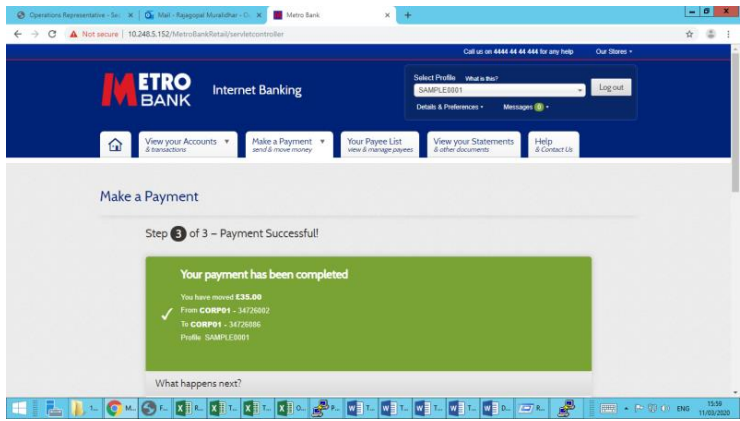 Operations Representative - Sec
Mail - Rajagopal Muralidhar - O
Metro Bank
Not secure | 10.248.5.152/MetroBankRetail/servletcontroller
Call us on 4444 44 44 444 for any help
Our Stores
METRO
BANK
Internet Banking
Select Profile What is this?
SAMPLE0001
Log out
Details & Preferences
Messages 0
View your Accounts
& transactions
Make a Payment
send & move money
Your Payee List
view & manage payees
View your Statements
& other documents
Help
& Contact Us
Make a Payment
Step 3 of 3 – Payment Successful!
Your payment has been completed
You have moved £35.00
From CORP01 - 34726002
To CORP01 - 34726086
Profile SAMPLE0001
What happens next?
1...
M...
F...
R...
T...
T...
O...
P...
T...
T...
T...
T...
D...
R...
ENG
15:59
11/03/2020